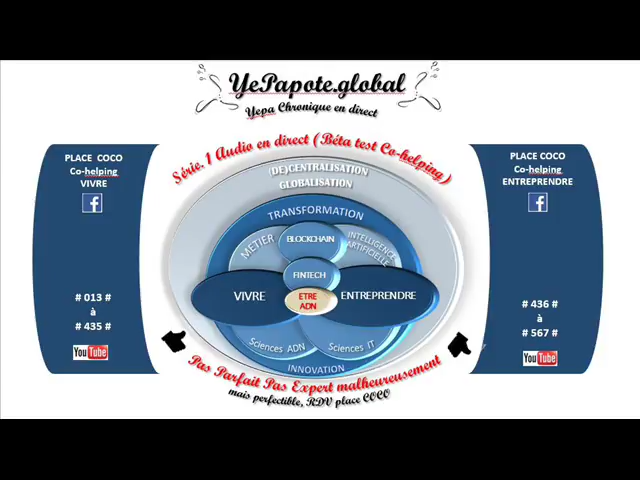 YePapote.global
Yepa Chronique en direct
Série.1 Audio en direct (Béta test Co-helping)
PLACE COCO
Co-helping
VIVRE
f
# 013 #
à
# 435 #
YouTube
(DE)CENTRALISATION
GLOBALISATION
TRANSFORMATION
METIER
BLOCKCHAIN
INTELLIGENCE
ARTIFICIELLE
FINTECH
VIVRE
ETRE
ADN
ENTREPRENDRE
Sciences ADN
Sciences IT
INNOVATION
PLACE COCO
Co-helping
ENTREPRENDRE
f
# 436 #
à
# 567 #
YouTube
Pas Parfait Pas Expert malheureusement
mais perfectible, RDV place COCO